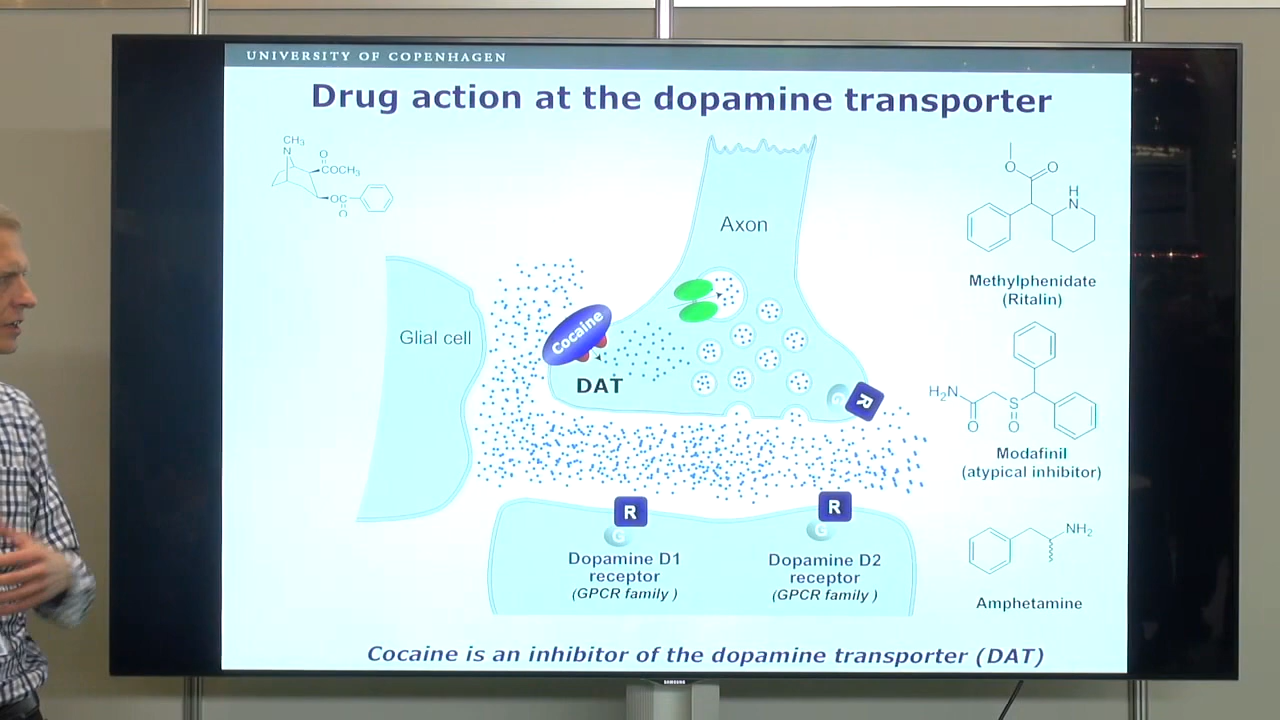 UNIVERSITY OF COPENHAGEN
Drug action at the dopamine transporter
CH3
N
O
COCH3
OC
O
Axon
Glial cell
Cocaine
DAT
G
R
R
G
Dopamine D1
receptor
(GPCR family )
R
G
Dopamine D2
receptor
(GPCR family )
O
O
H
N
Methylphenidate
(Ritalin)
H2N
O
S
O
Modafinil
(atypical inhibitor)
NH2
Amphetamine
Cocaine is an inhibitor of the dopamine transporter (DAT)
SAMSUNG